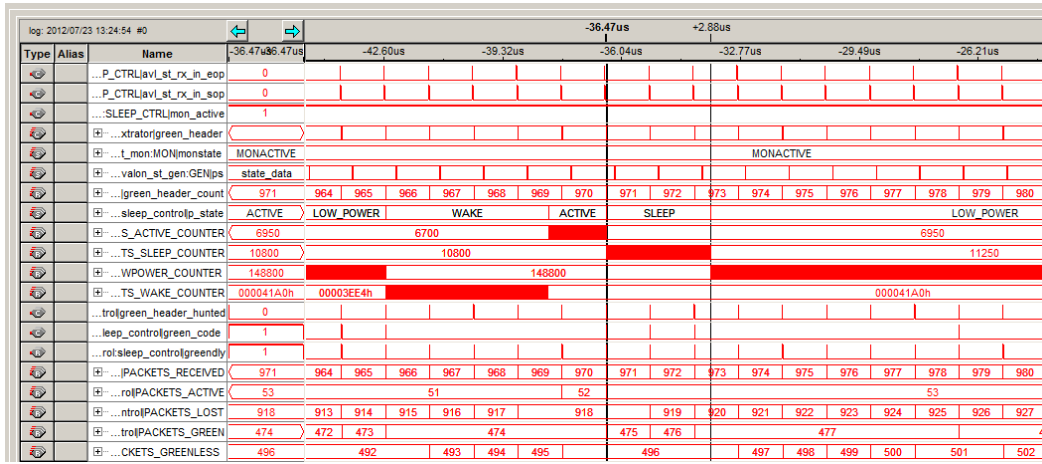 log: 2012/07/23 13:24:54 #0 -36.47us +2.88us
Type Alias Name -42.60us -39.32us -36.04us -32.77us -29.49us -26.21us
...P_CTRL|avl_st_rx_in_eop 0
...P_CTRL|avl_st_rx_in_sop 0
...:SLEEP_CTRL|mon_active 1
...xtrator|green_header
...t_mon:MON|monstate MONACTIVE MONACTIVE
...valon_st_gen:GEN|ps state_data
...|green_header_count 971 964 965 966 967 968 969 970 971 972 973 974 975 976 977 978 979 980
...sleep_control|p_state ACTIVE LOW_POWER WAKE ACTIVE SLEEP LOW_POWER
...S_ACTIVE_COUNTER 6950 6700 6950
...TS_SLEEP_COUNTER 10800 10800 11250
...WPOWER_COUNTER 148800 148800
...TS_WAKE_COUNTER 000041A0h 00003EE4h 000041A0h
...trol|green_header_hunted 0
...leep_control|green_code 1
...rol:sleep_control|greendly 1
...|PACKETS_RECEIVED 971 964 965 966 967 968 969 970 971 972 973 974 975 976 977 978 979 980
...rol|PACKETS_ACTIVE 53 51 52 53
...ntrol|PACKETS_LOST 918 913 914 915 916 917 918 919 920 921 922 923 924 925 926 927
...trol|PACKETS_GREEN 474 472 473 474 475 476 477
...CKETS_GREENLESS 496 492 493 494 495 496 497 498 499 500 501 502